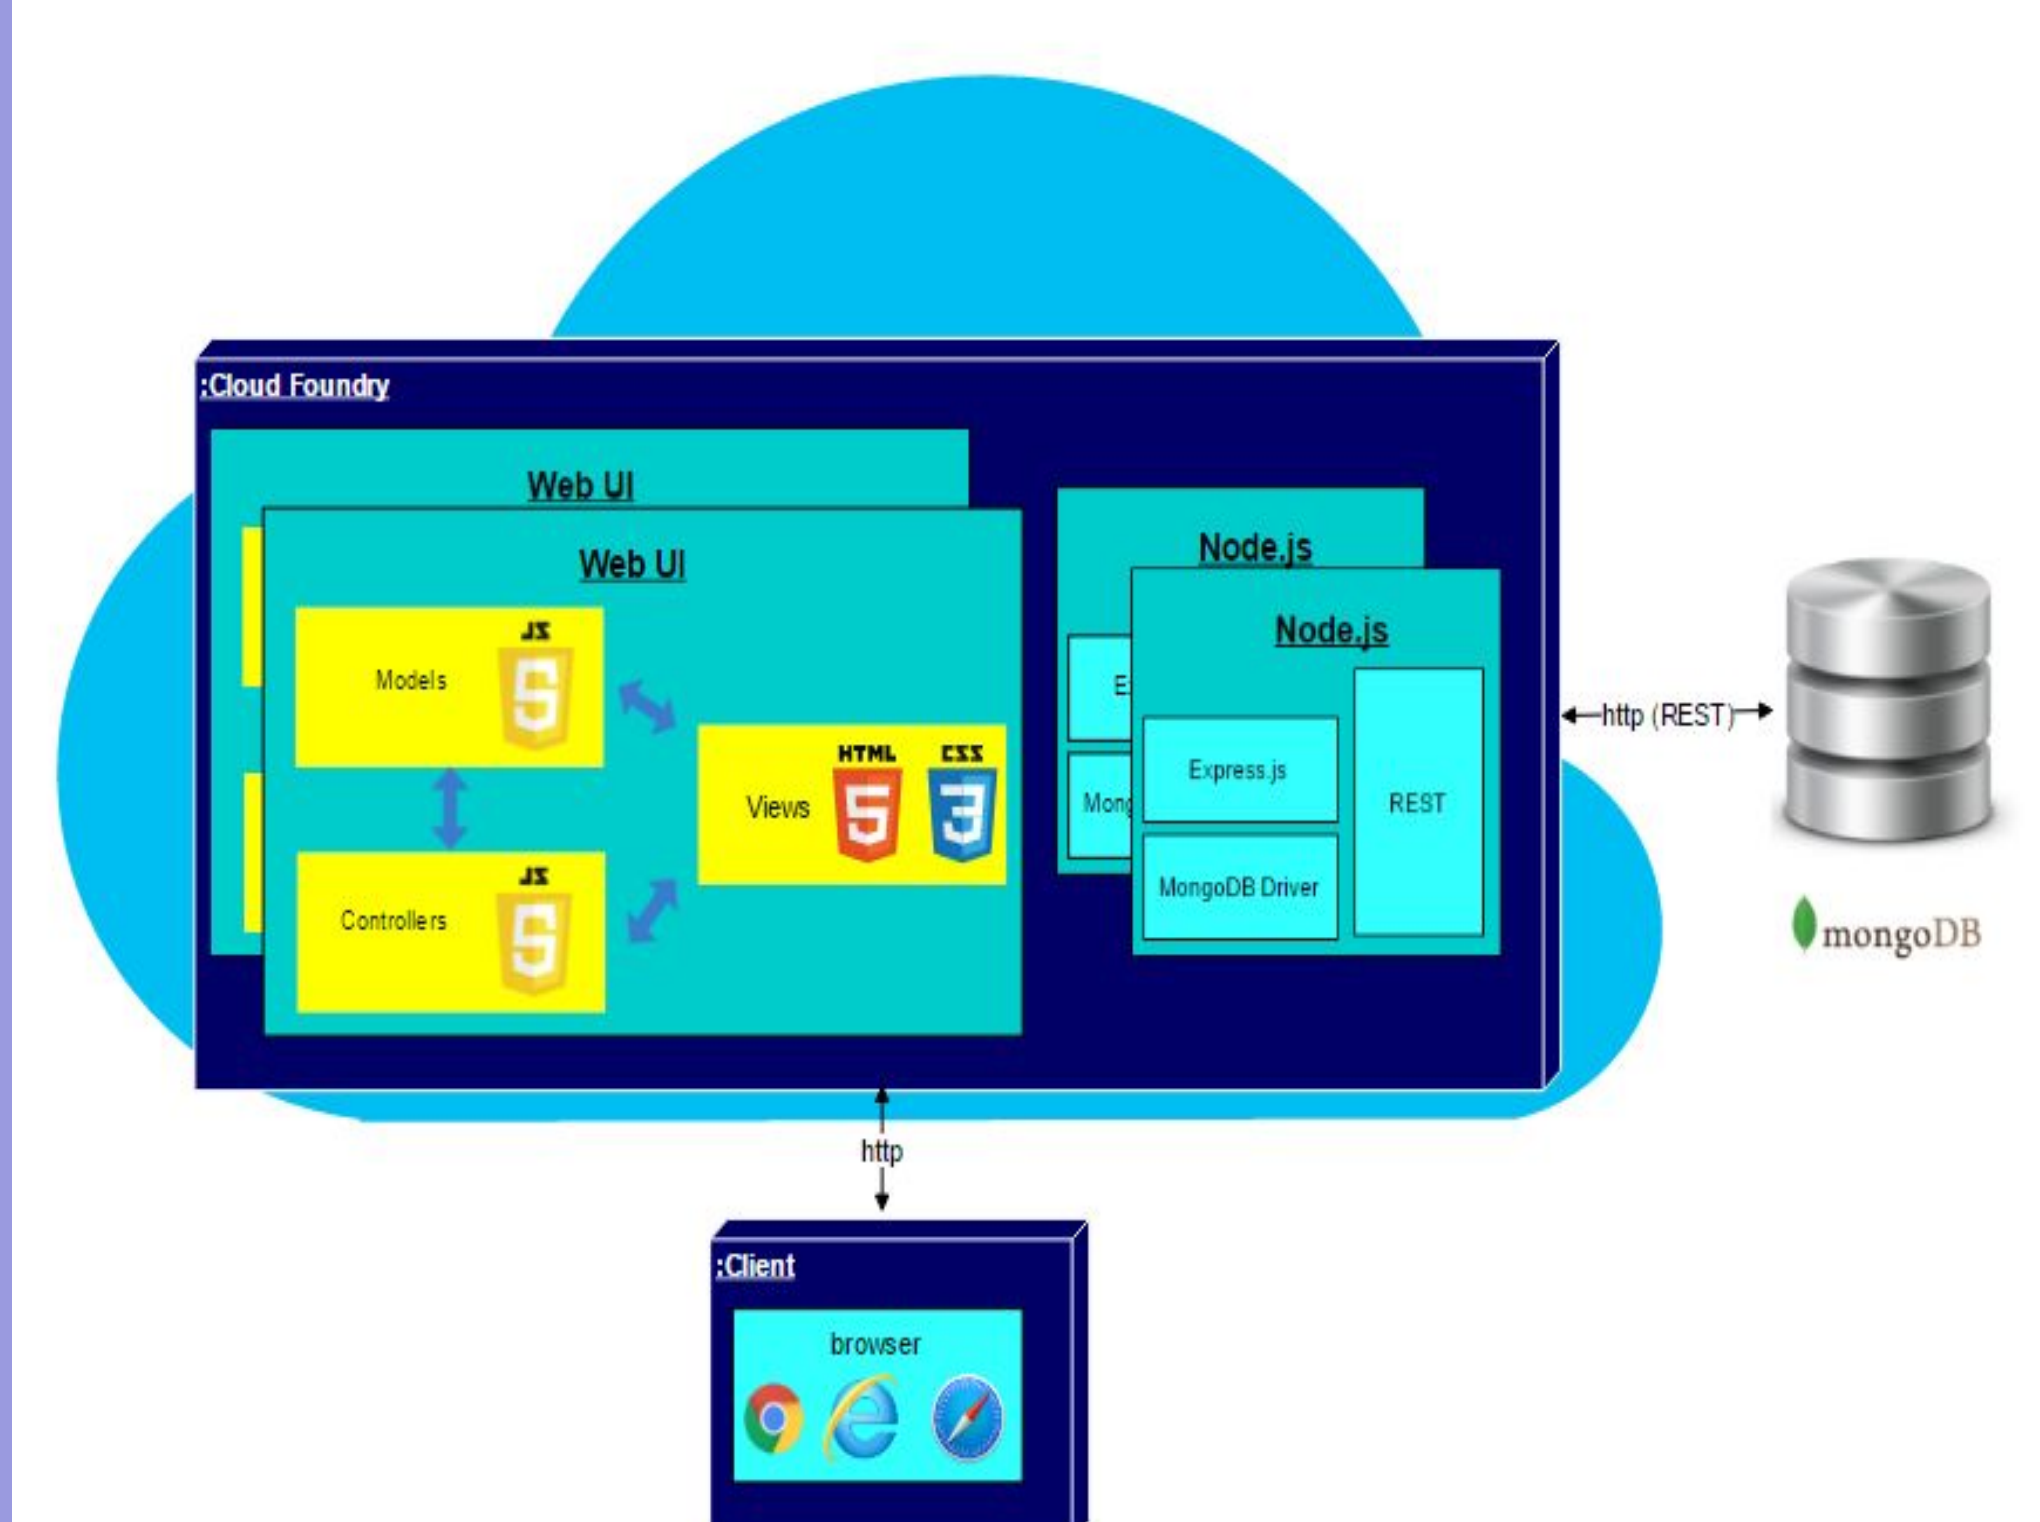 :Cloud Foundry
Web UI
Web UI
Models
JS
5
Views
HTML
5
CSS
3
Controllers
JS
5
Node.js
Node.js
E
Mong
Express.js
MongoDB Driver
REST
http (REST)
mongoDB
http
:Client
browser